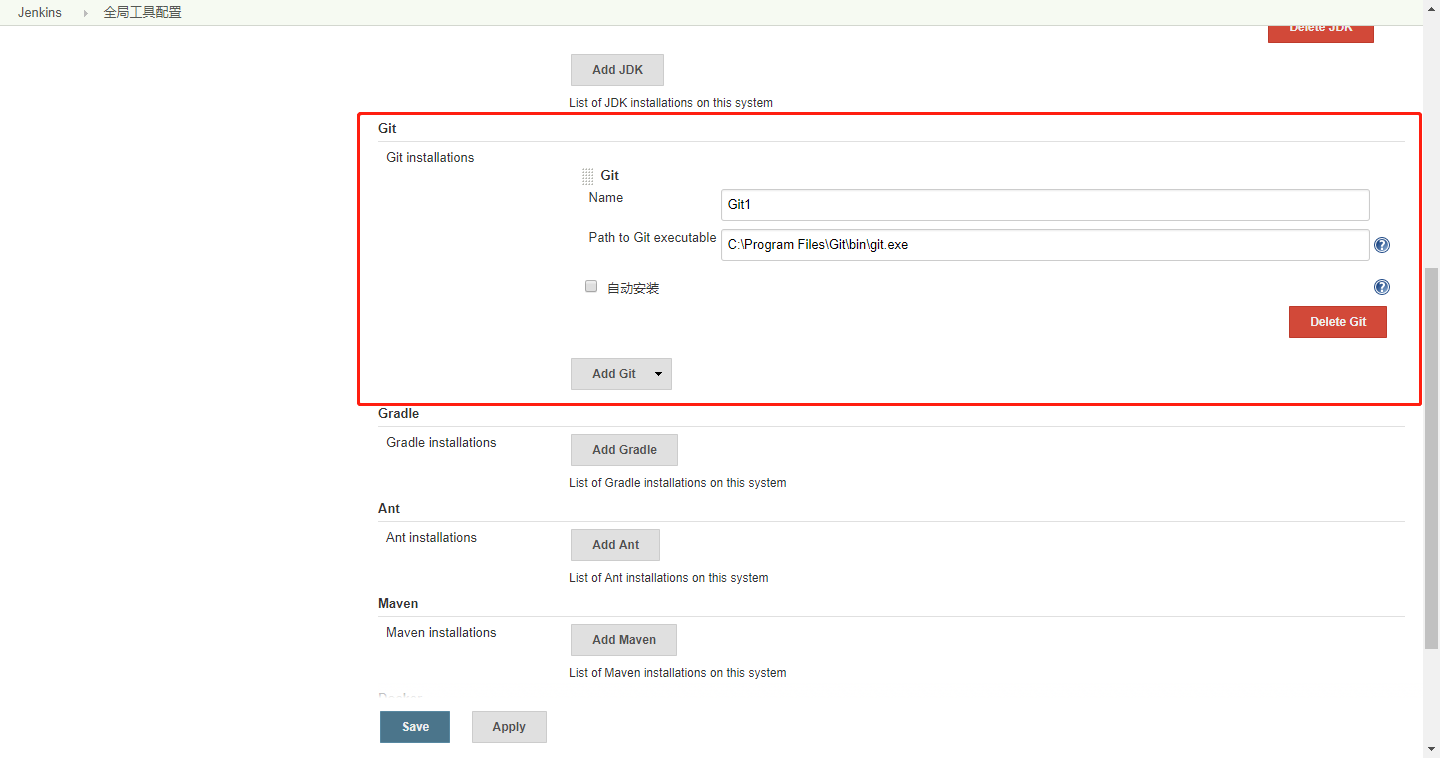 Jenkins 全局工具配置
Delete JDK
Add JDK
List of JDK installations on this system
Git
Git installations
Git
Name
Git1
Path to Git executable
C:\Program Files\Git\bin\git.exe
自动安装
Delete Git
Add Git
Gradle
Gradle installations
Add Gradle
List of Gradle installations on this system
Ant
Ant installations
Add Ant
List of Ant installations on this system
Maven
Maven installations
Add Maven
List of Maven installations on this system
Save
Apply